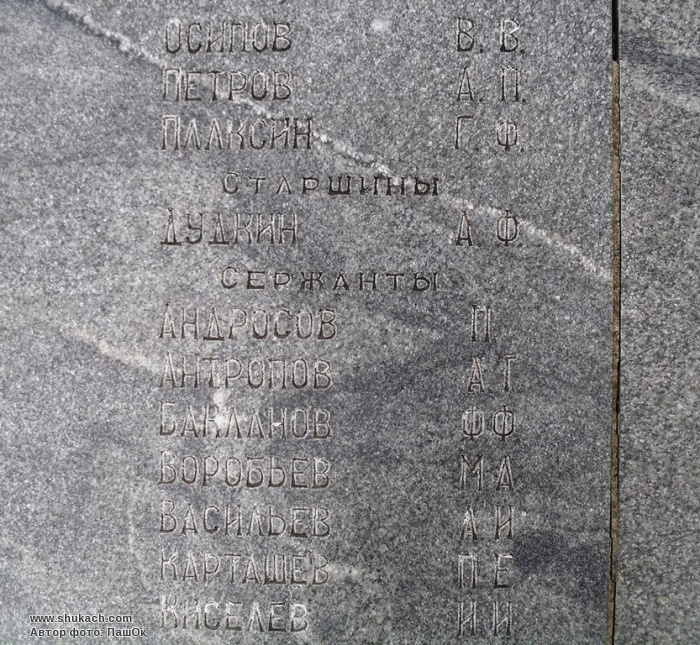 ОСИПОВ В. В.
ПЕТРОВ А. П.
ПЛАКСИН Г. Ф.
СТАРШИНЫ
ДУДКИН А. Ф.
СЕРЖАНТЫ
АНДРОСОВ П.
АНТРОПОВ А Г
БАКЛАНОВ Ф Ф
ВОРОБЬЕВ М А
ВАСИЛЬЕВ А И
КАРТАШЕВ П Е
КИСЕЛЕВ И И
www.shukach.com
Автор фото: ПашОк